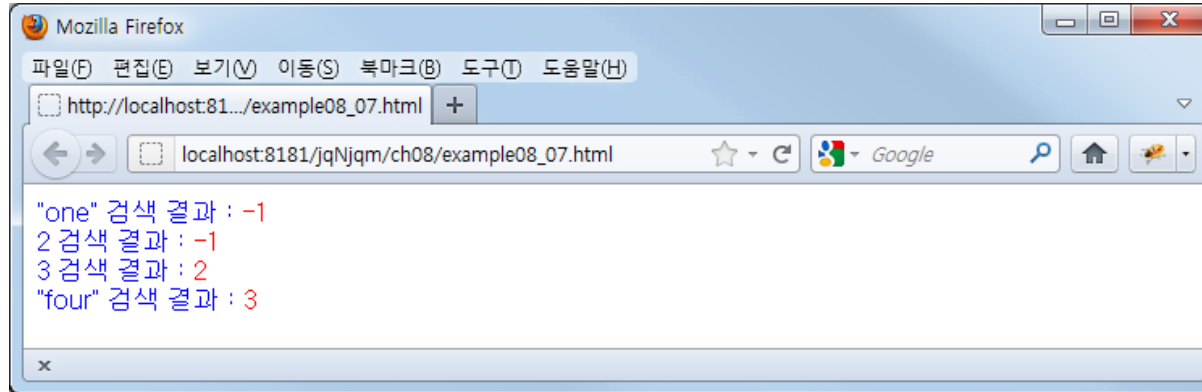 Mozilla Firefox
파일(F) 편집(E) 보기(V) 이동(S) 북마크(B) 도구(T) 도움말(H)
http://localhost:81.../example08_07.html +
localhost:8181/jqNjqm/ch08/example08_07.html Google
"one" 검색 결과 : -1
2 검색 결과 : -1
3 검색 결과 : 2
"four" 검색 결과 : 3
x